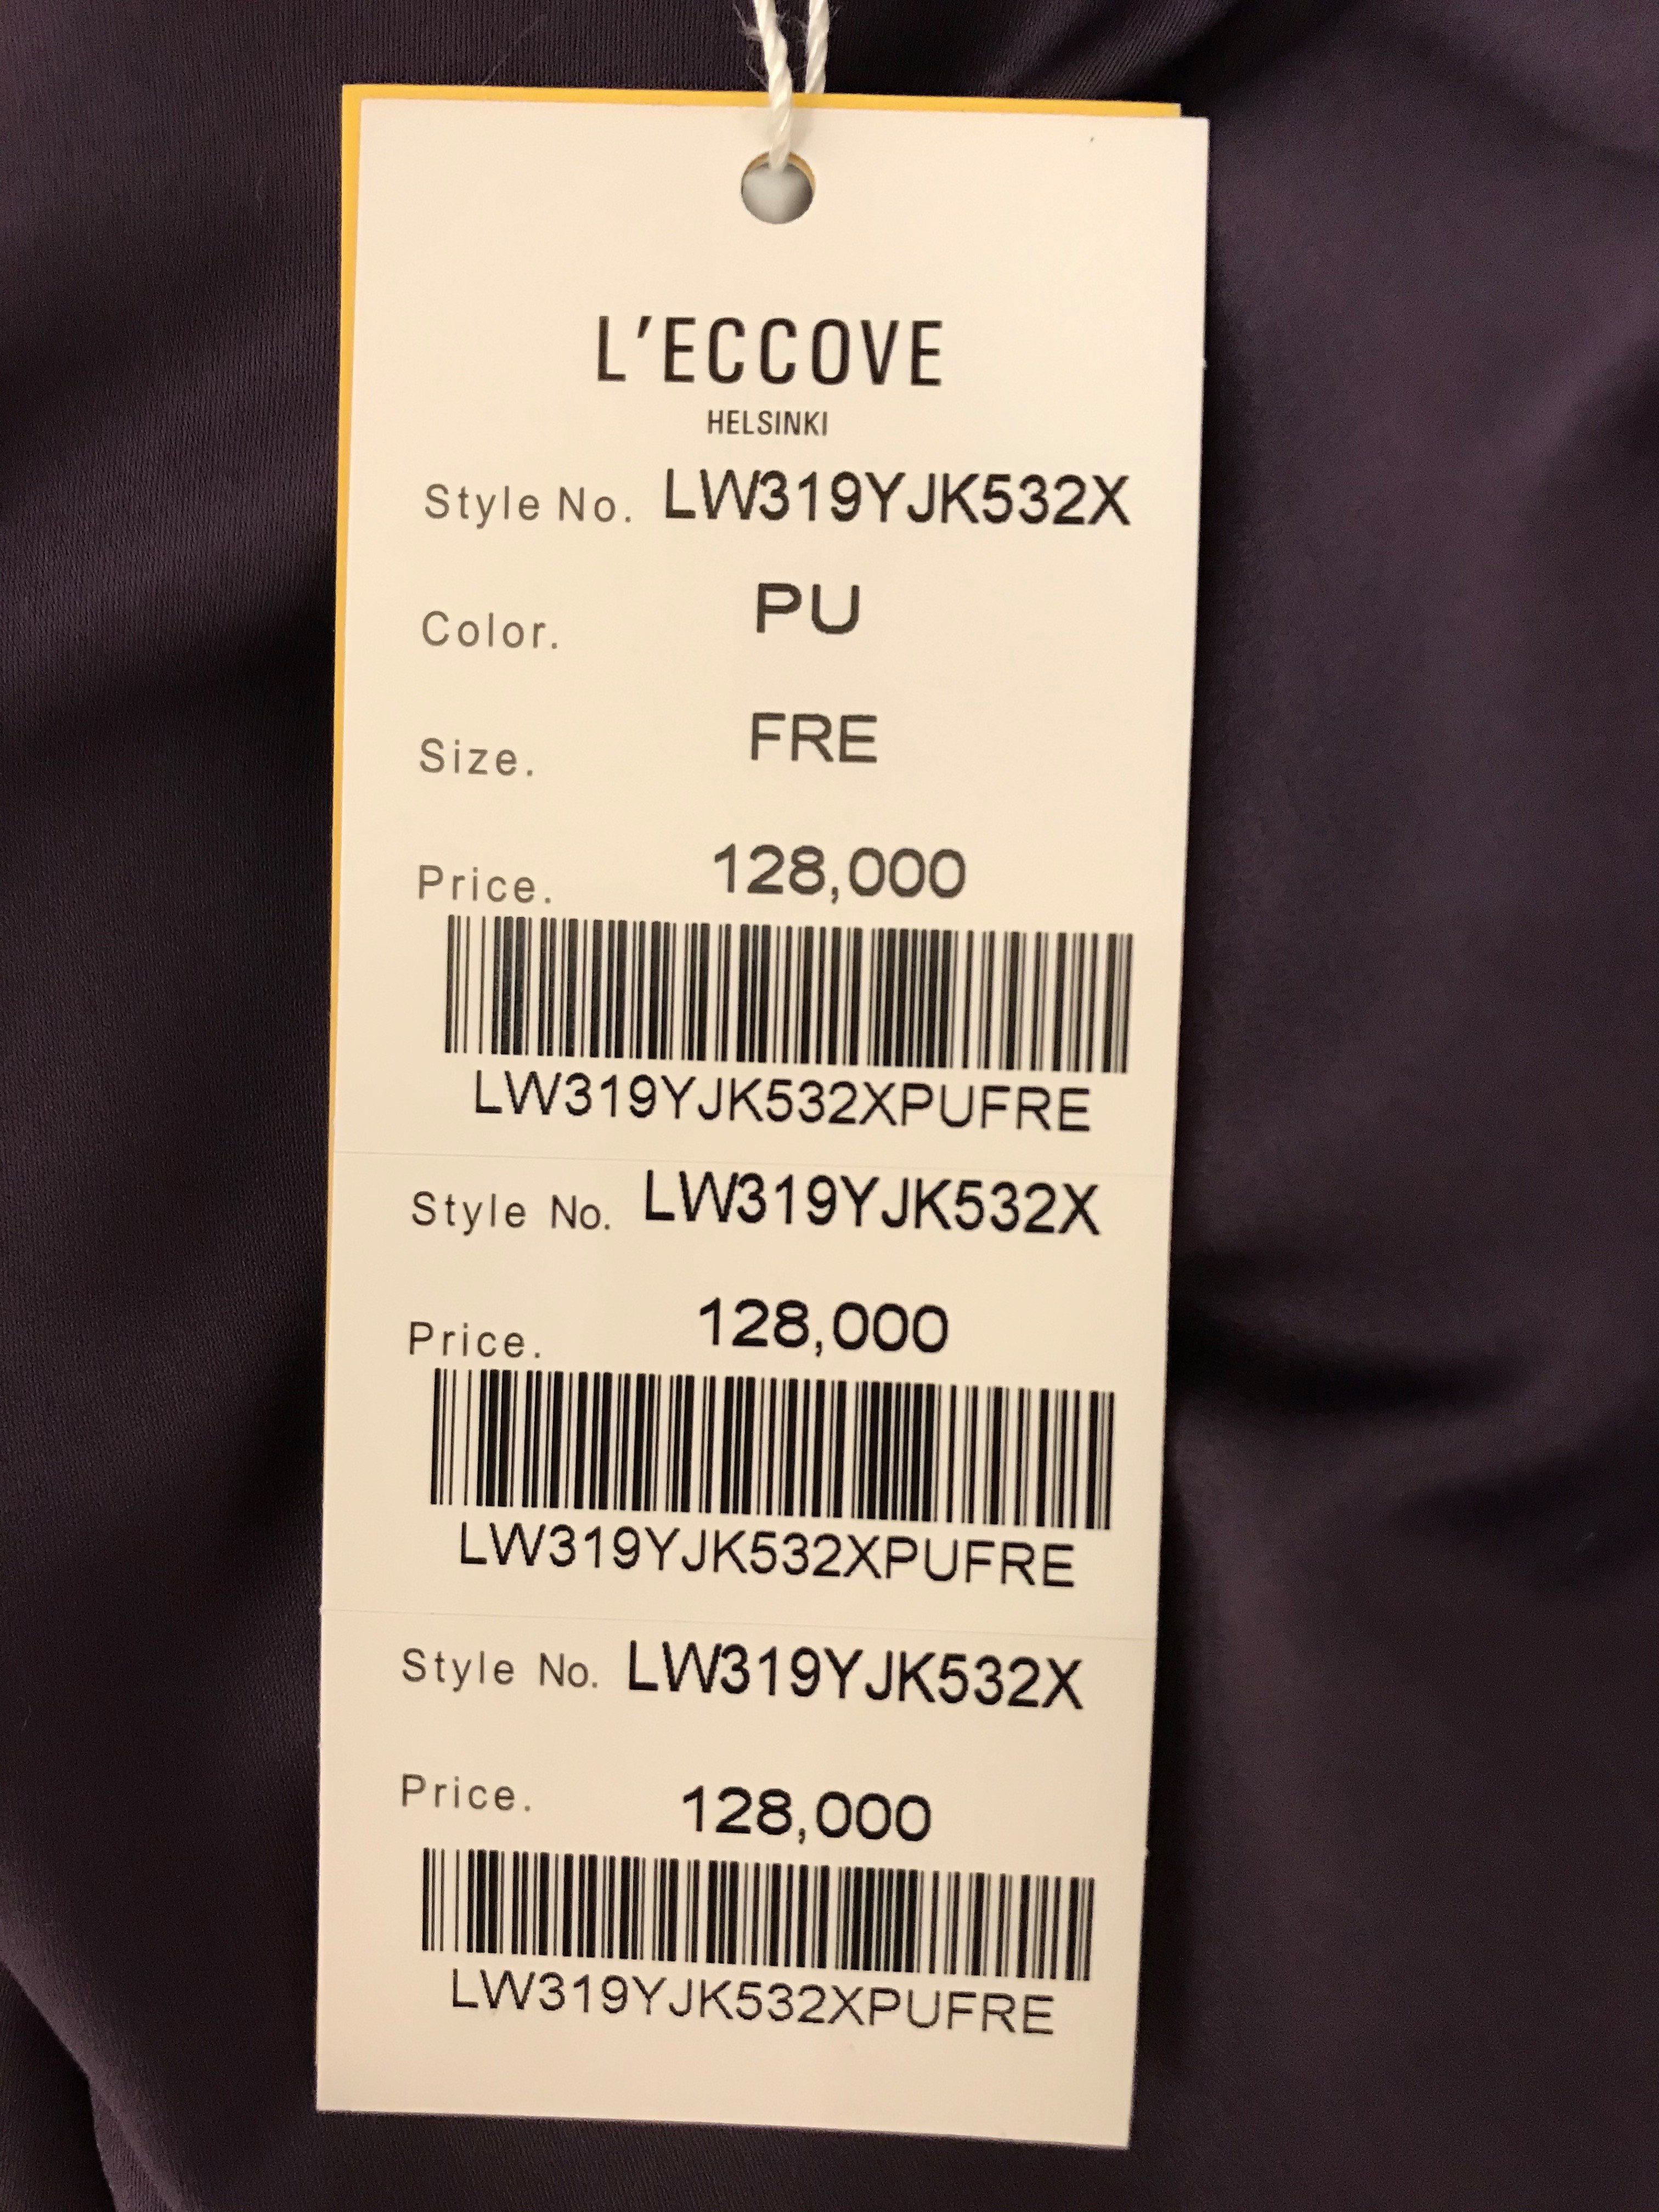 L'ECCOVE
HELSINKI
Style No. LW319YJK532X
Color. PU
Size. FRE
Price. 128,000
LW319YJK532XPUFRE
Style No. LW319YJK532X
Price. 128,000
LW319YJK532XPUFRE
Style No. LW319YJK532X
Price. 128,000
LW319YJK532XPUFRE